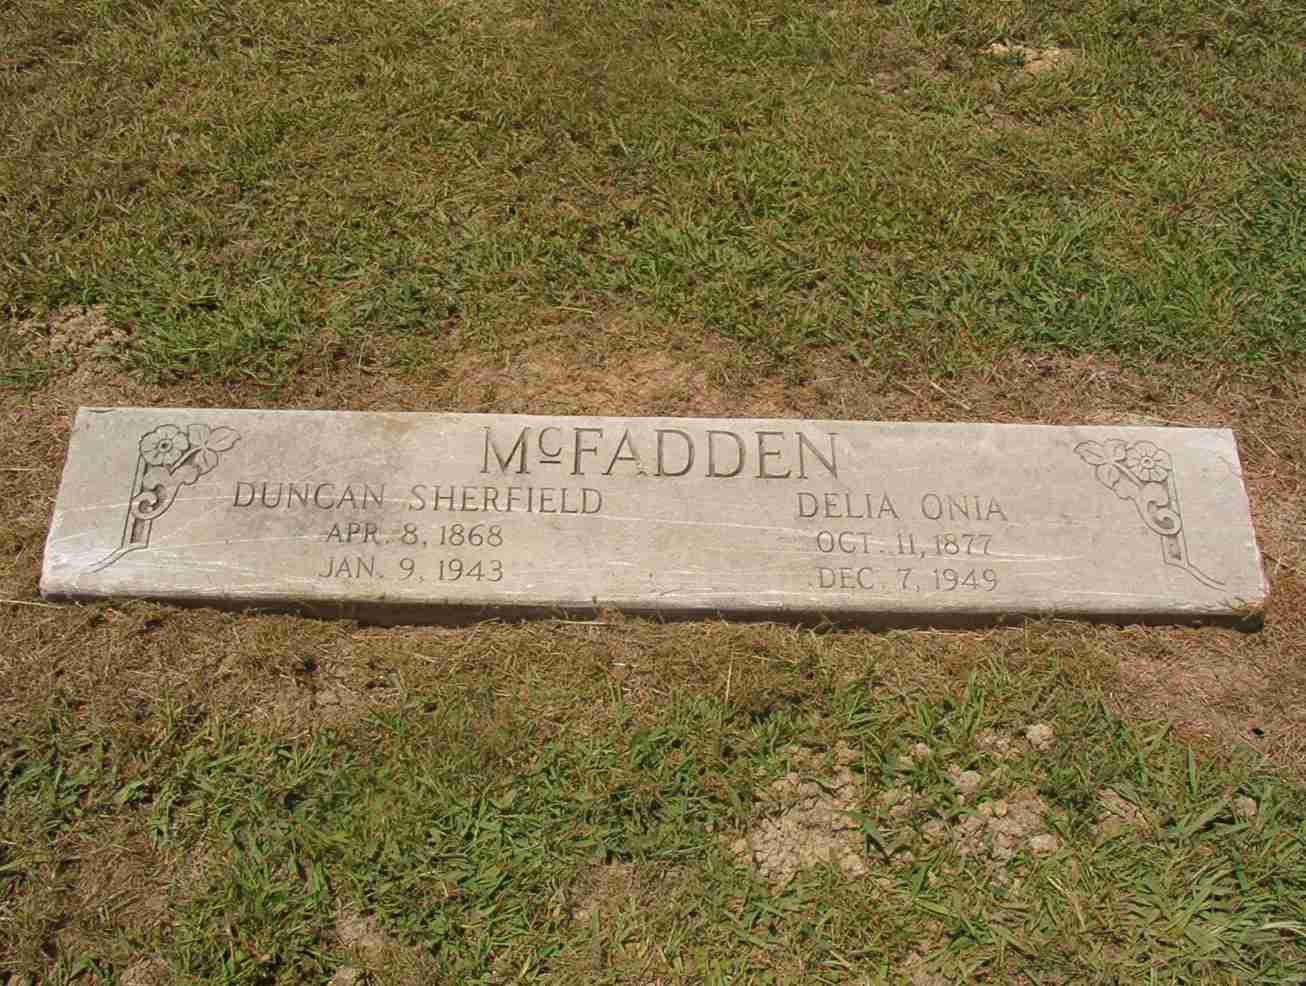 McFADDEN
DUNCAN SHERFIELD
APR. 8, 1868
JAN. 9, 1943
DELIA ONIA
OCT. 11, 1877
DEC. 7, 1949